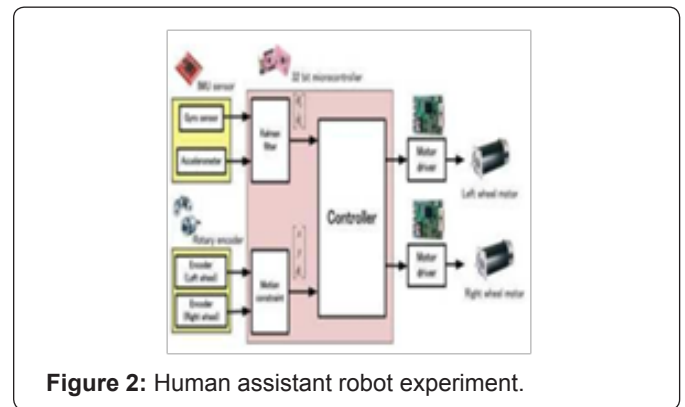 IMU sensor
32 bit microcontroller
Gyro sensor
Accelerometer
Kalman
filter
Motor
driver
Left wheel motor
Controller
Rotary encoder
Encoder
(Left wheel)
Encoder
(Right wheel)
Motion
constraint
Motor
driver
Right wheel motor
Figure 2: Human assistant robot experiment.